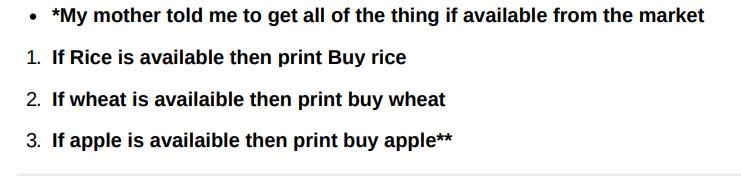 • *My mother told me to get all of the thing if available from the market
1. If Rice is available then print Buy rice
2. If wheat is availaible then print buy wheat
3. If apple is availaible then print buy apple**